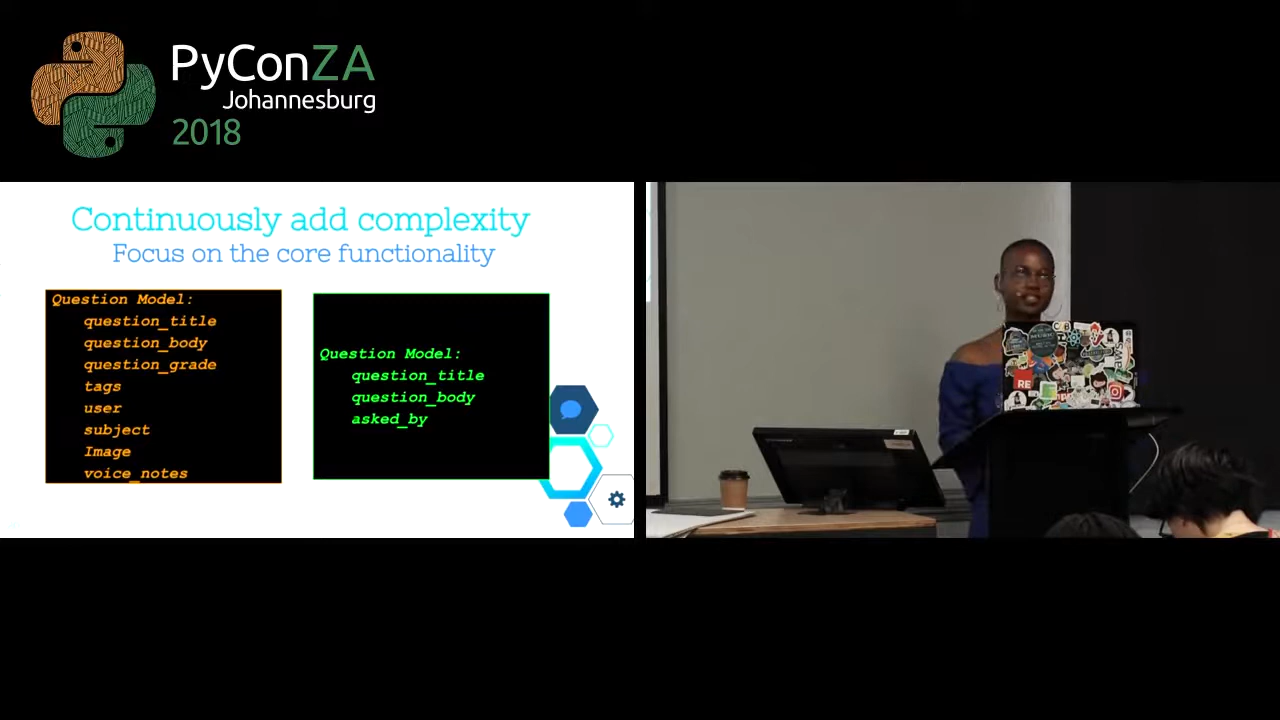 PyConZA
Johannesburg
2018
Continuously add complexity
Focus on the core functionality
Question Model:
question_title
question_body
question_grade
tags
user
subject
Image
voice_notes
Question Model:
question_title
question_body
asked_by
RE